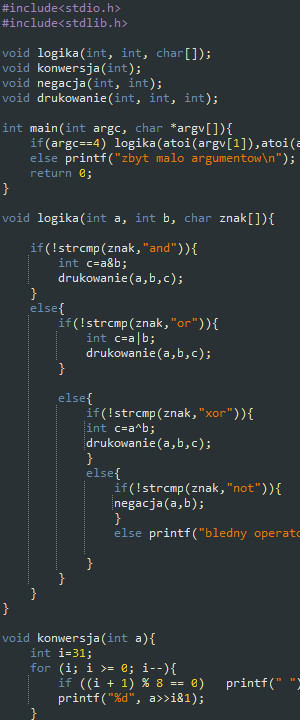 #include<stdio.h>
#include<stdlib.h>
void logika(int, int, char[]);
void konwersja(int);
void negacja(int, int);
void drukowanie(int, int, int);
int main(int argc, char *argv[]){
if(argc==4) logika(atoi(argv[1]),atoi(a
else printf("zbyt malo argumentow\n");
return 0;
}
void logika(int a, int b, char znak[]){
if(!strcmp(znak,"and")){
int c=a&b;
drukowanie(a,b,c);
}
else{
if(!strcmp(znak,"or")){
int c=a|b;
drukowanie(a,b,c);
}
else{
if(!strcmp(znak,"xor")){
int c=a^b;
drukowanie(a,b,c);
}
else{
if(!strcmp(znak,"not")){
negacja(a,b);
}
else printf("bledny operato
}
}
}
}
void konwersja(int a){
int i=31;
for (i; i >= 0; i--){
if ((i + 1) % 8 == 0) printf(" ")
printf("%d", a>>i&1);
}